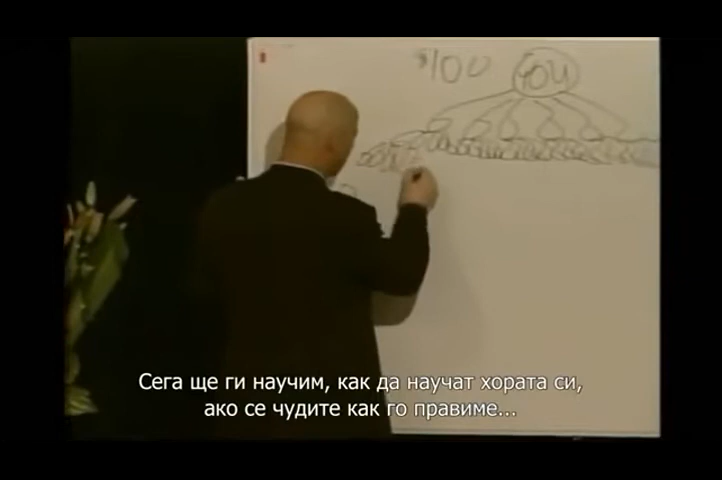 $100 YOU
Сега ще ги научим, как да научат хората си,
ако се чудите как го правиме...